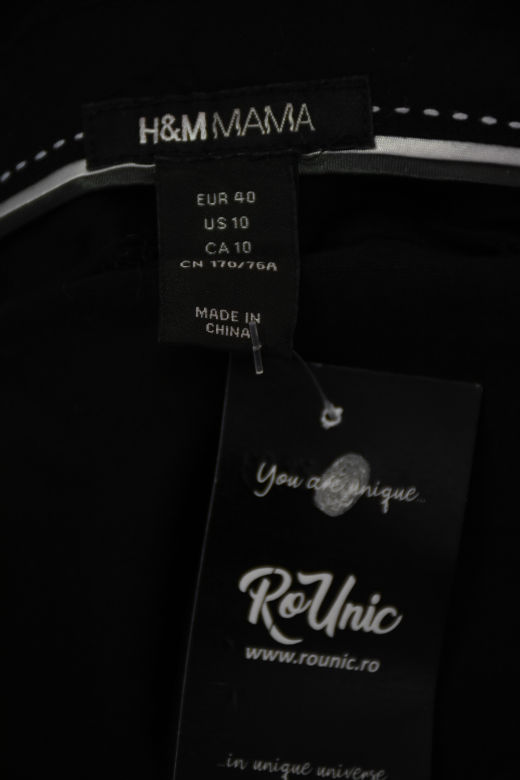 H&M MAMA
EUR 40
US 10
CA 10
CN 170/76A
MADE IN
CHINA
You are unique...
RoUnic
www.rounic.ro
...in unique universe